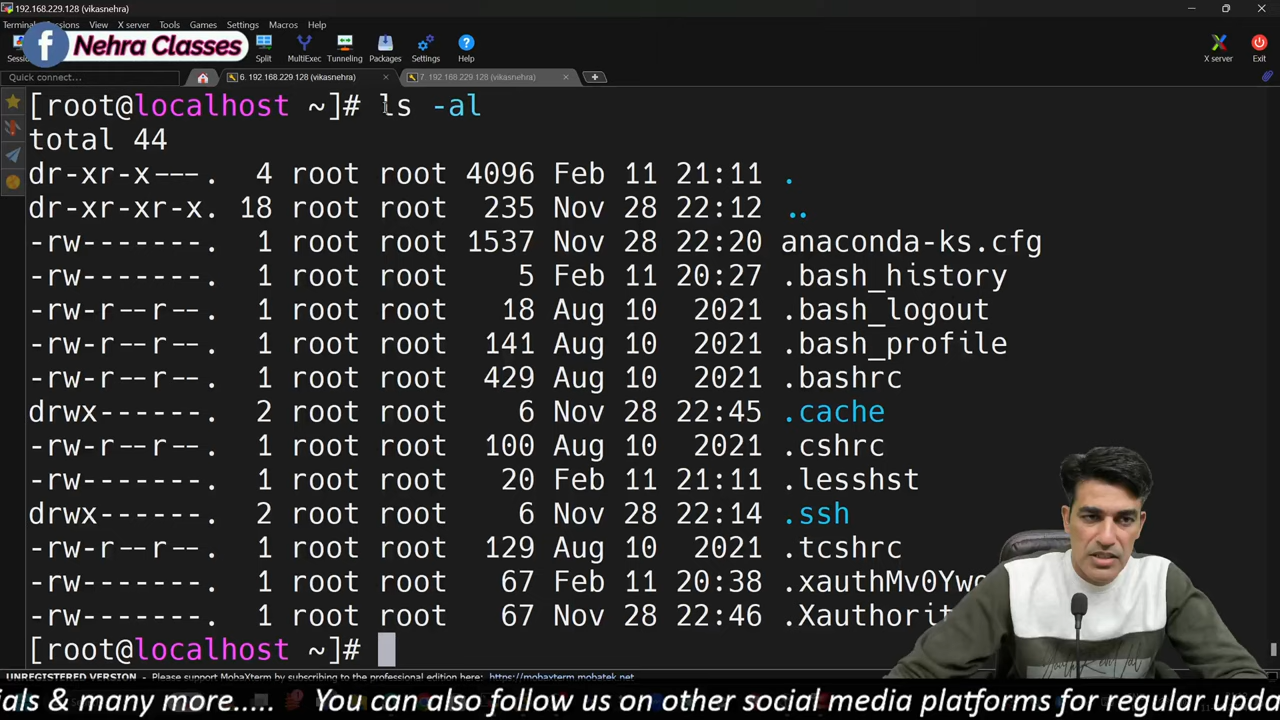 192.168.229.128 (vikasnehra)
Terminal Sessions View X server Tools Games Settings Macros Help
Nehra Classes
Split MultiExec Tunneling Packages Settings Help X server Exit
Quick connect...
6. 192.168.229.128 (vikasnehra)
7. 192.168.229.128 (vikasnehra)
[root@localhost ~]# ls -al
total 44
dr-xr-x---. 4 root root 4096 Feb 11 21:11 .
dr-xr-xr-x. 18 root root 235 Nov 28 22:12 ..
-rw-------. 1 root root 1537 Nov 28 22:20 anaconda-ks.cfg
-rw-------. 1 root root 5 Feb 11 20:27 .bash_history
-rw-r--r--. 1 root root 18 Aug 10 2021 .bash_logout
-rw-r--r--. 1 root root 141 Aug 10 2021 .bash_profile
-rw-r--r--. 1 root root 429 Aug 10 2021 .bashrc
drwx------. 2 root root 6 Nov 28 22:45 .cache
-rw-r--r--. 1 root root 100 Aug 10 2021 .cshrc
-rw-------. 1 root root 20 Feb 11 21:11 .lesshst
drwx------. 2 root root 6 Nov 28 22:14 .ssh
-rw-r--r--. 1 root root 129 Aug 10 2021 .tcshrc
-rw-------. 1 root root 67 Feb 11 20:38 .xauthMv0Ywo
-rw-------. 1 root root 67 Nov 28 22:46 .Xauthorit
[root@localhost ~]#
UNREGISTERED VERSION - Please support MobaXterm by subscribing to the professional edition here: https://mobaxterm.mobatek.net
ials & many more..... You can also follow us on other social media platforms for regular upda